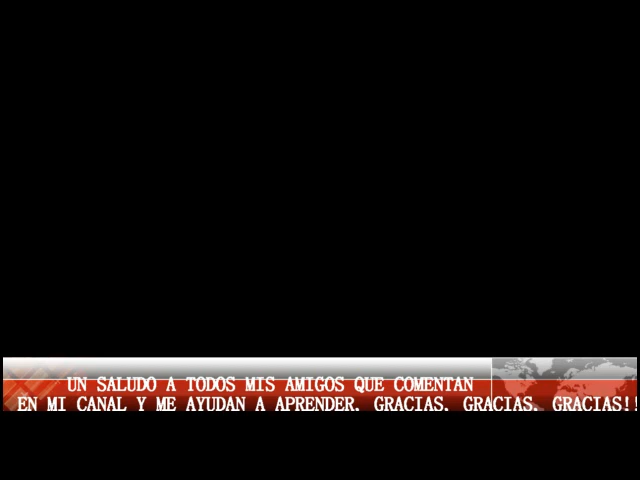 UN SALUDO A TODOS MIS AMIGOS QUE COMENTAN
EN MI CANAL Y ME AYUDAN A APRENDER. GRACIAS. GRACIAS. GRACIAS!!